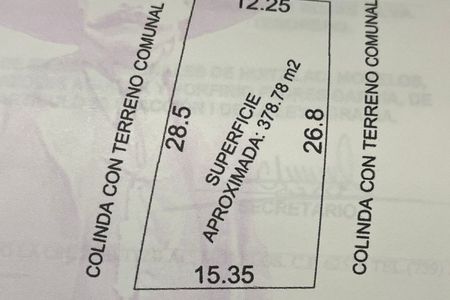 12.25
COLINDA CON TERRENO COMUNAL
28.5
SUPERFICIE
APROXIMADA: 378.78 m2
26.8
COLINDA CON TERRENO COMUNAL
15.35
SECRETARIO